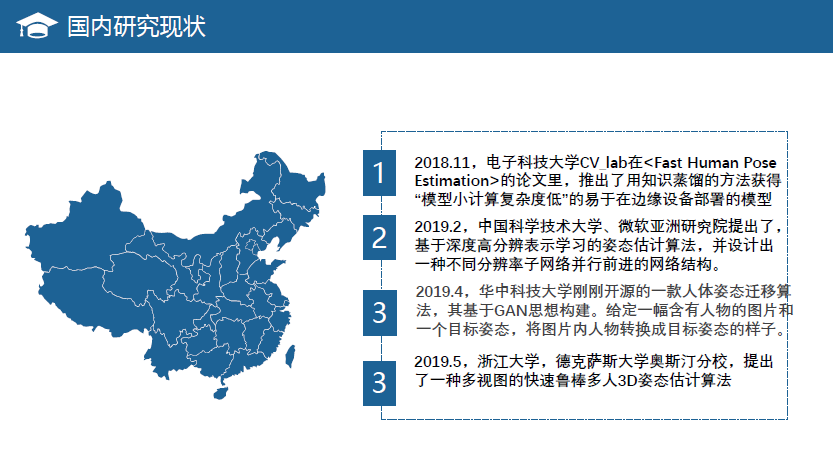 国内研究现状
1
2018.11，电子科技大学CV_lab在<Fast Human Pose
Estimation>的论文里，推出了用知识蒸馏的方法获得
“模型小计算复杂度低”的易于在边缘设备部署的模型
2
2019.2，中国科学技术大学、微软亚洲研究院提出了，
基于深度高分辨表示学习的姿态估计算法，并设计出
一种不同分辨率子网络并行前进的网络结构。
3
2019.4，华中科技大学刚刚开源的一款人体姿态迁移算
法，其基于GAN思想构建。给定一幅含有人物的图片和
一个目标姿态，将图片内人物转换成目标姿态的样子。
3
2019.5，浙江大学，德克萨斯大学奥斯汀分校，提出
了一种多视图的快速鲁棒多人3D姿态估计算法